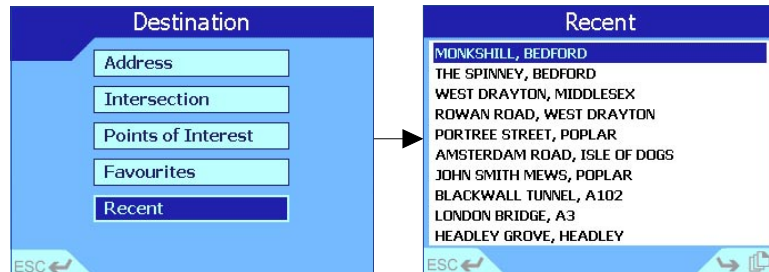 Destination
Address
Intersection
Points of Interest
Favourites
Recent
ESC
Recent
MONKSHILL, BEDFORD
THE SPINNEY, BEDFORD
WEST DRAYTON, MIDDLESEX
ROWAN ROAD, WEST DRAYTON
PORTREE STREET, POPLAR
AMSTERDAM ROAD, ISLE OF DOGS
JOHN SMITH MEWS, POPLAR
BLACKWALL TUNNEL, A102
LONDON BRIDGE, A3
HEADLEY GROVE, HEADLEY
ESC